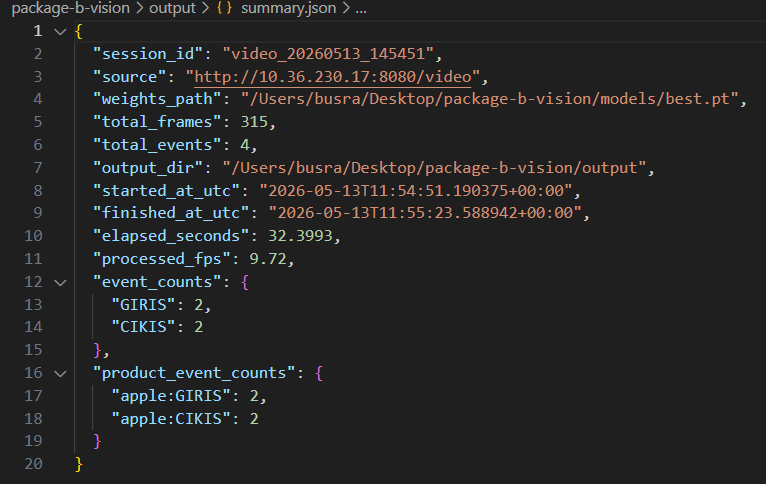 package-b-vision > output > {} summary.json > ...
1 {
2 "session_id": "video_20260513_145451",
3 "source": "http://10.36.230.17:8080/video",
4 "weights_path": "/Users/busra/Desktop/package-b-vision/models/best.pt",
5 "total_frames": 315,
6 "total_events": 4,
7 "output_dir": "/Users/busra/Desktop/package-b-vision/output",
8 "started_at_utc": "2026-05-13T11:54:51.190375+00:00",
9 "finished_at_utc": "2026-05-13T11:55:23.588942+00:00",
10 "elapsed_seconds": 32.3993,
11 "processed_fps": 9.72,
12 "event_counts": {
13 "GIRIS": 2,
14 "CIKIS": 2
15 },
16 "product_event_counts": {
17 "apple:GIRIS": 2,
18 "apple:CIKIS": 2
19 }
20 }